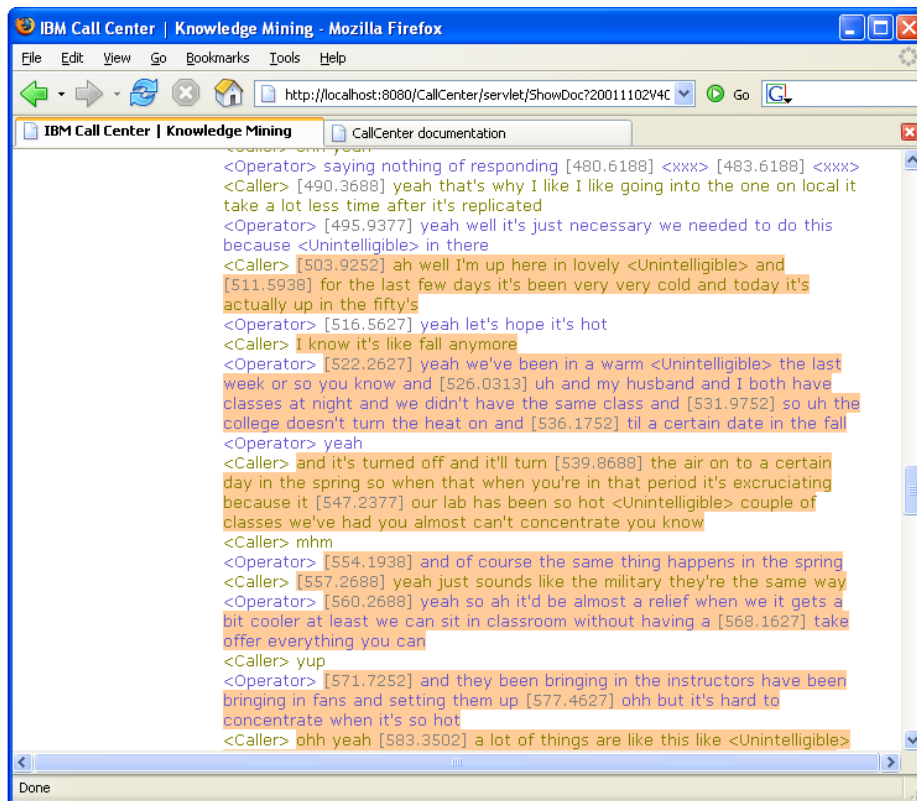 IBM Call Center | Knowledge Mining - Mozilla Firefox
File Edit View Go Bookmarks Tools Help
http://localhost:8080/CallCenter/servlet/ShowDoc?20011102V4C Go G
IBM Call Center | Knowledge Mining CallCenter documentation
<Operator> saying nothing of responding [480.6188] <xxx> [483.6188] <xxx>
<Caller> [490.3688] yeah that's why I like I like going into the one on local it
take a lot less time after it's replicated
<Operator> [495.9377] yeah well it's just necessary we needed to do this
because <Unintelligible> in there
<Caller> [503.9252] ah well I'm up here in lovely <Unintelligible> and
[511.5938] for the last few days it's been very very cold and today it's
actually up in the fifty's
<Operator> [516.5627] yeah let's hope it's hot
<Caller> I know it's like fall anymore
<Operator> [522.2627] yeah we've been in a warm <Unintelligible> the last
week or so you know and [526.0313] uh and my husband and I both have
classes at night and we didn't have the same class and [531.9752] so uh the
college doesn't turn the heat on and [536.1752] til a certain date in the fall
<Operator> yeah
<Caller> and it's turned off and it'll turn [539.8688] the air on to a certain
day in the spring so when that when you're in that period it's excruciating
because it [547.2377] our lab has been so hot <Unintelligible> couple of
classes we've had you almost can't concentrate you know
<Caller> mhm
<Operator> [554.1938] and of course the same thing happens in the spring
<Caller> [557.2688] yeah just sounds like the military they're the same way
<Operator> [560.2688] yeah so ah it'd be almost a relief when we it gets a
bit cooler at least we can sit in classroom without having a [568.1627] take
offer everything you can
<Caller> yup
<Operator> [571.7252] and they been bringing in the instructors have been
bringing in fans and setting them up [577.4627] ohh but it's hard to
concentrate when it's so hot
<Caller> ohh yeah [583.3502] a lot of things are like this like <Unintelligible>
Done